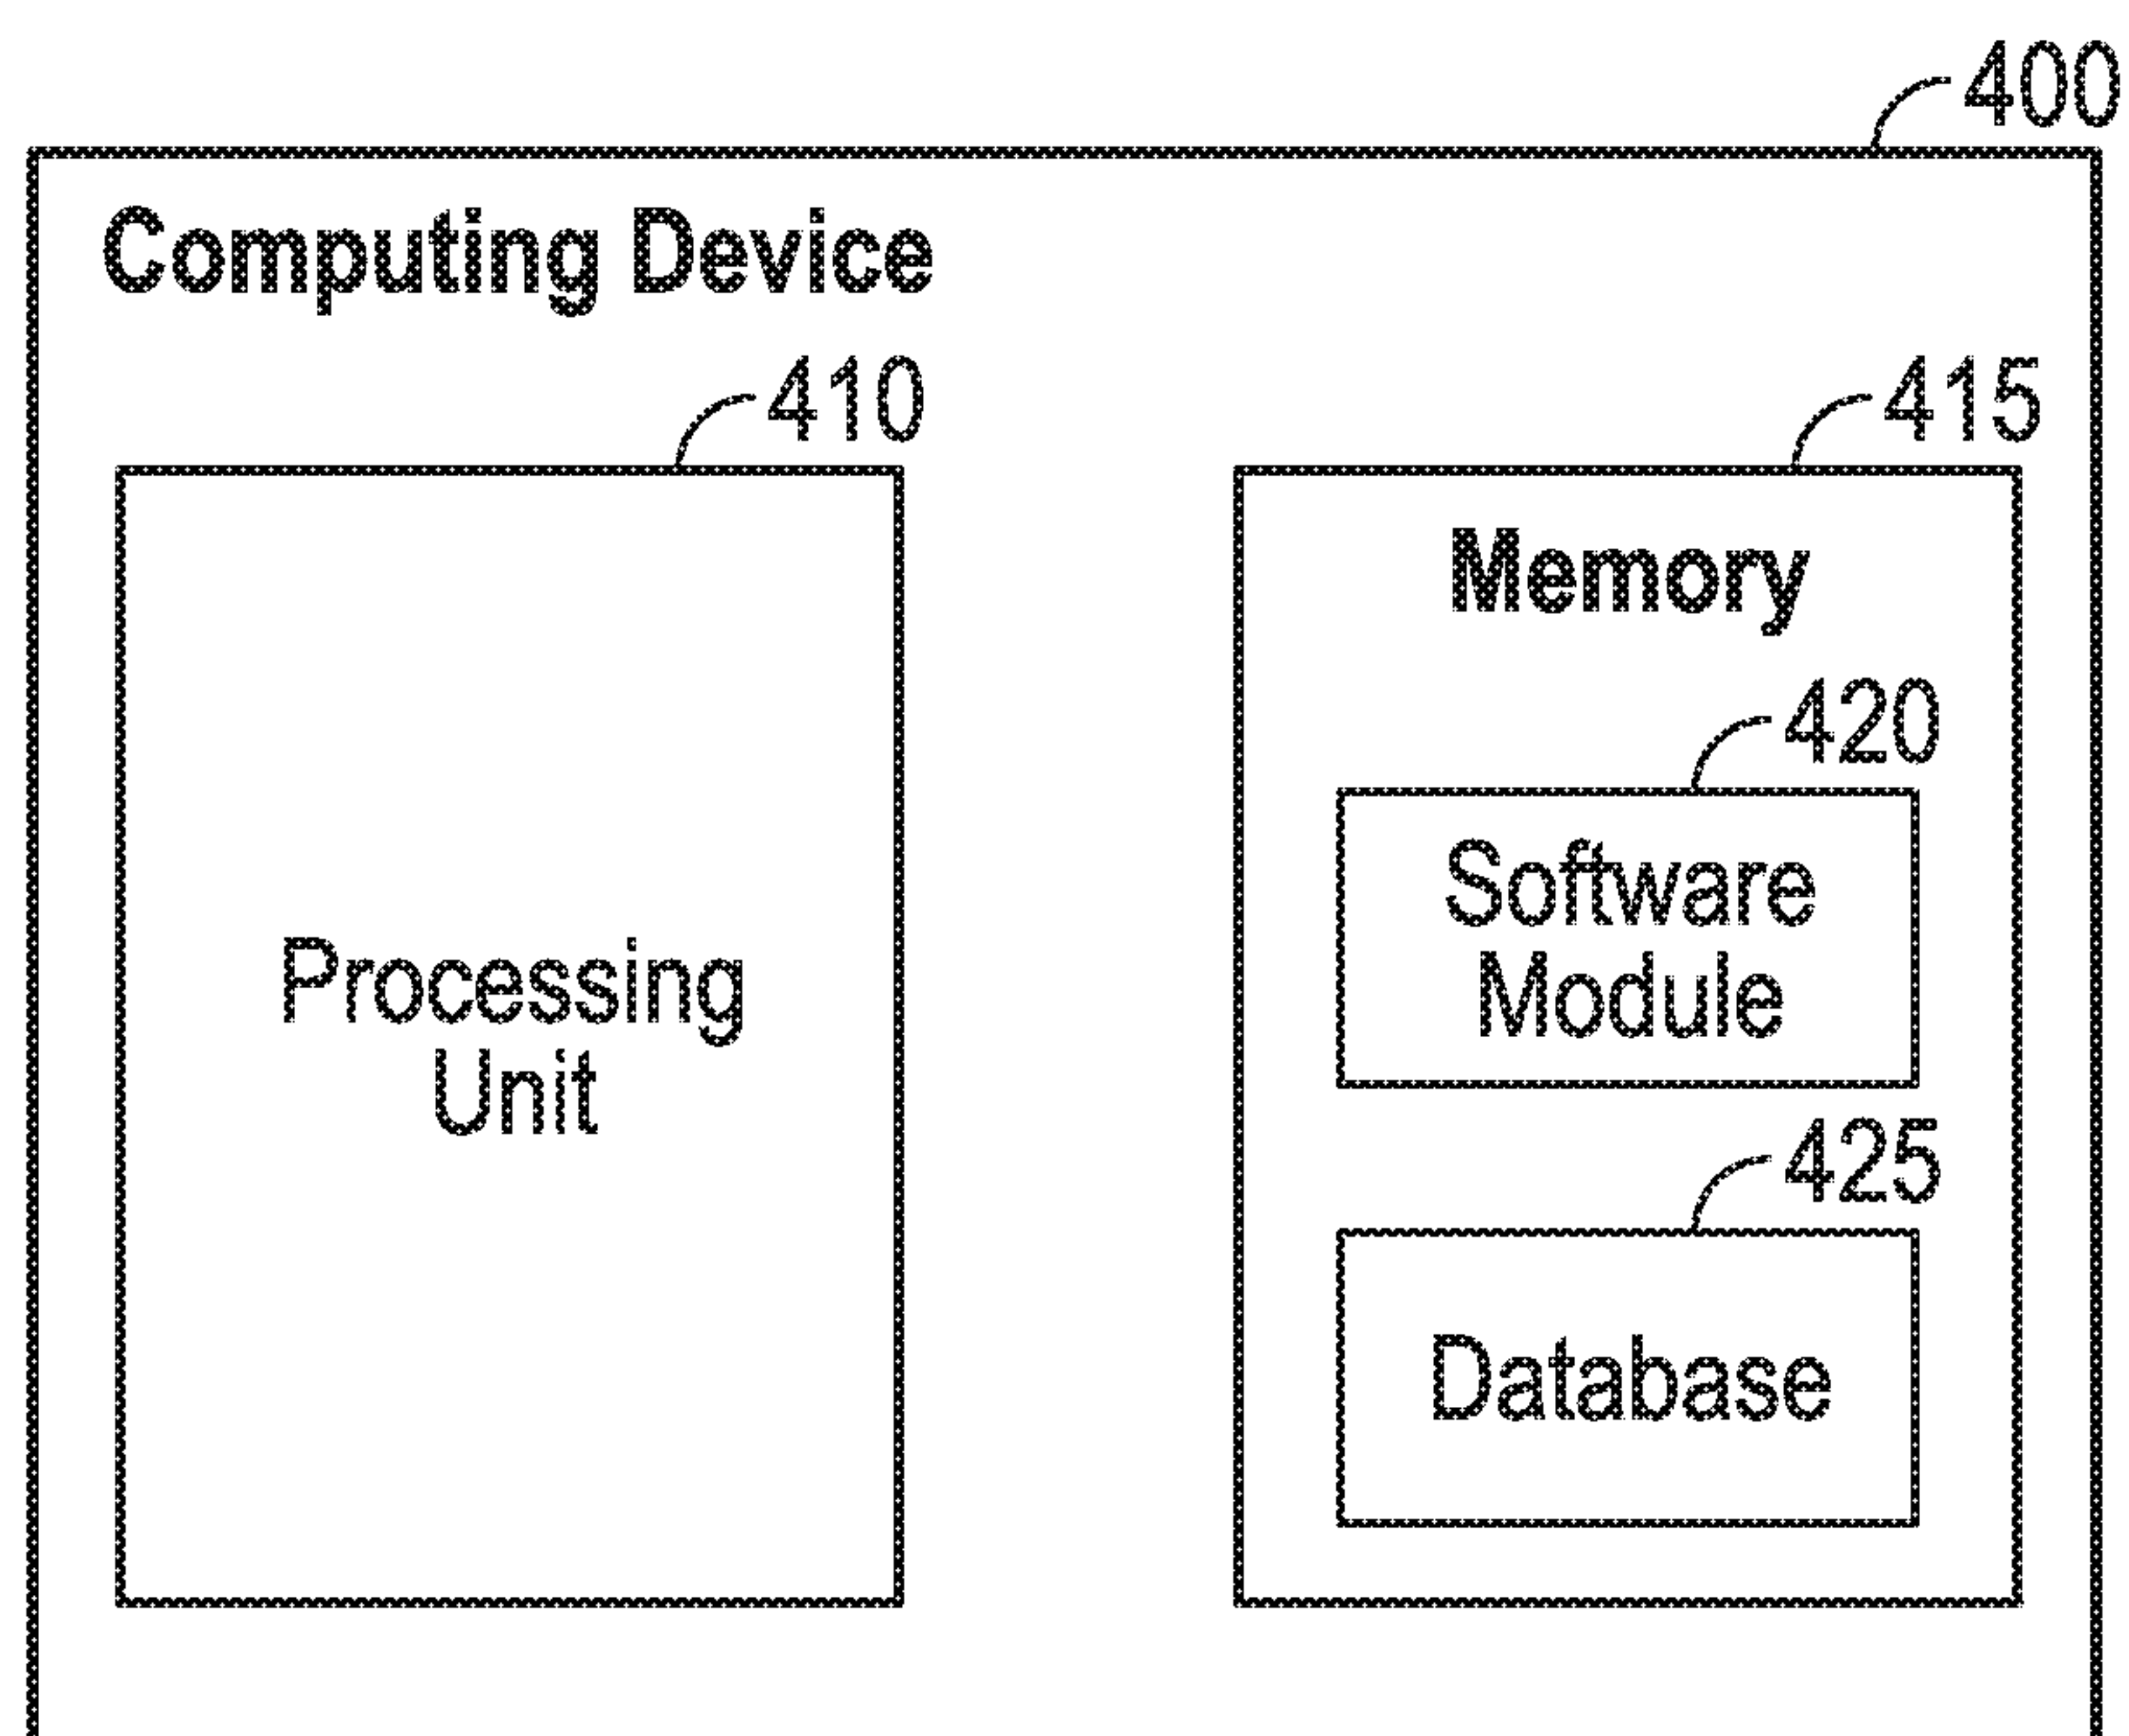 400
Computing Device
410
415
Memory
420
Software
Module
Processing
Unit
425
Database